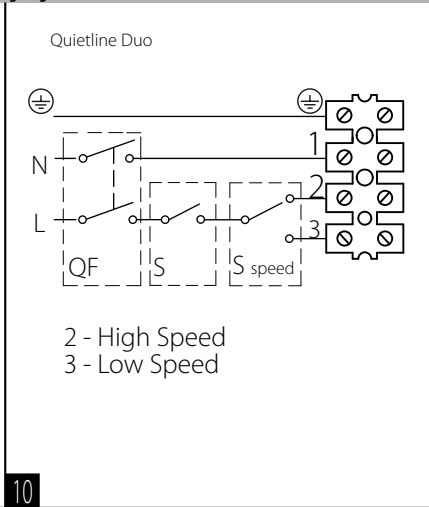 Quietline Duo
1
N
2
L
3
QF
S
S speed
2 - High Speed
3 - Low Speed
10